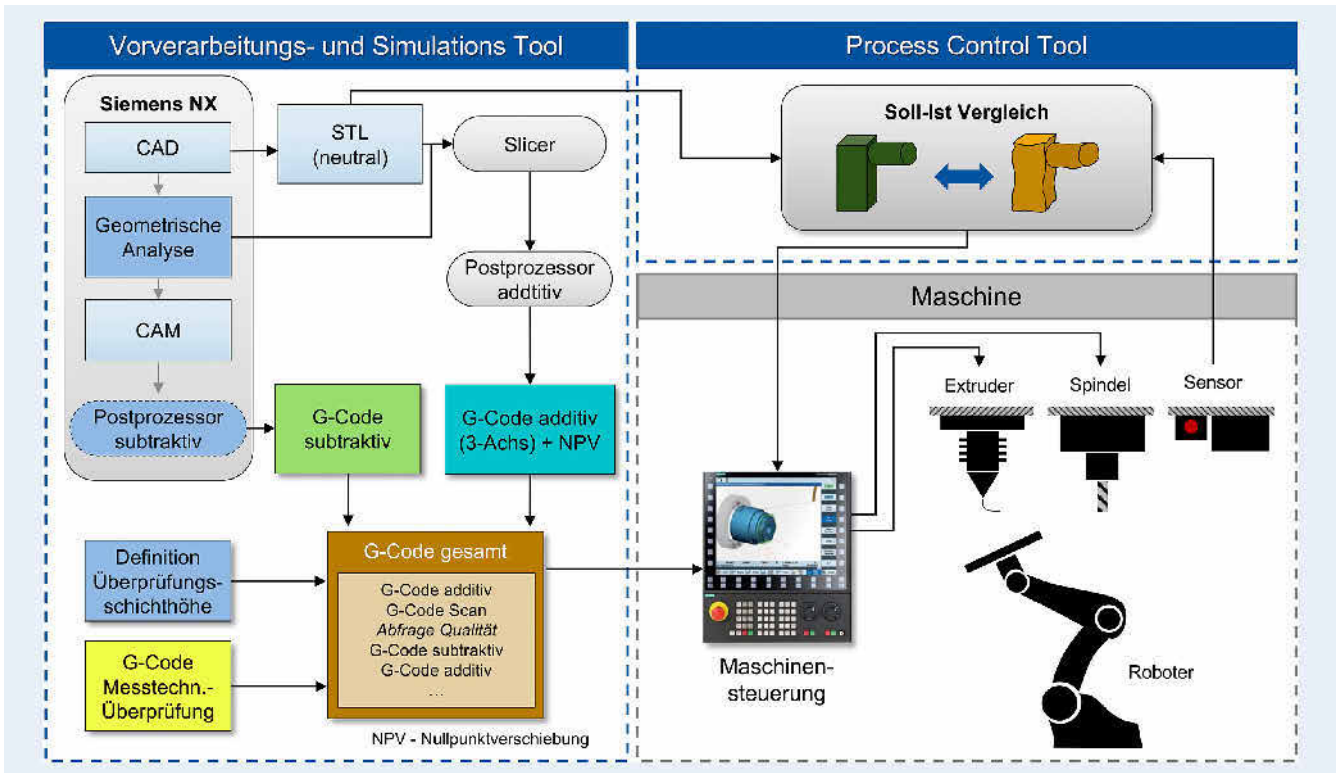 Vorverarbeitungs- und Simulations Tool
Siemens NX
CAD
Geometrische
Analyse
CAM
Postprozessor
subtraktiv
STL
(neutral)
Slicer
Postprozessor
addtitiv
G-Code
subtraktiv
G-Code additiv
(3-Achs) + NPV
Definition
Überprüfungs-
schichthöhe
G-Code
Messtechn.-
Überprüfung
G-Code gesamt
G-Code additiv
G-Code Scan
Abfrage Qualität
G-Code subtraktiv
G-Code additiv
...
NPV - Nullpunktverschiebung
Process Control Tool
Soll-Ist Vergleich
Maschine
Extruder
Spindel
Sensor
Maschinen-
steuerung
Roboter